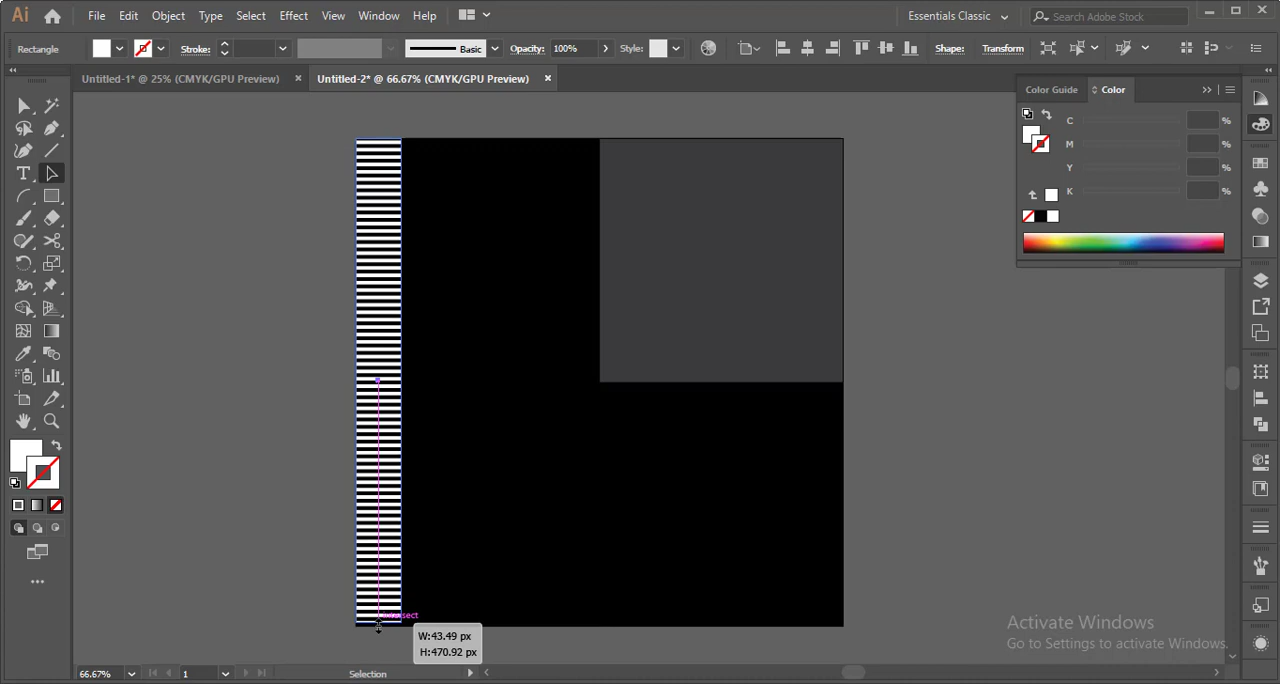 Ai File Edit Object Type Select Effect View Window Help Essentials Classic Search Adobe Stock
Rectangle Stroke: Basic Opacity: 100% Style: Shape: Transform
Untitled-1* @ 25% (CMYK/GPU Preview) × Untitled-2* @ 66.67% (CMYK/GPU Preview) ×
Color Guide Color
C %
M %
Y %
K %
intersect
W:43.49 px
H:470.92 px
Activate Windows
Go to Settings to activate Windows.
66.67% 1 Selection